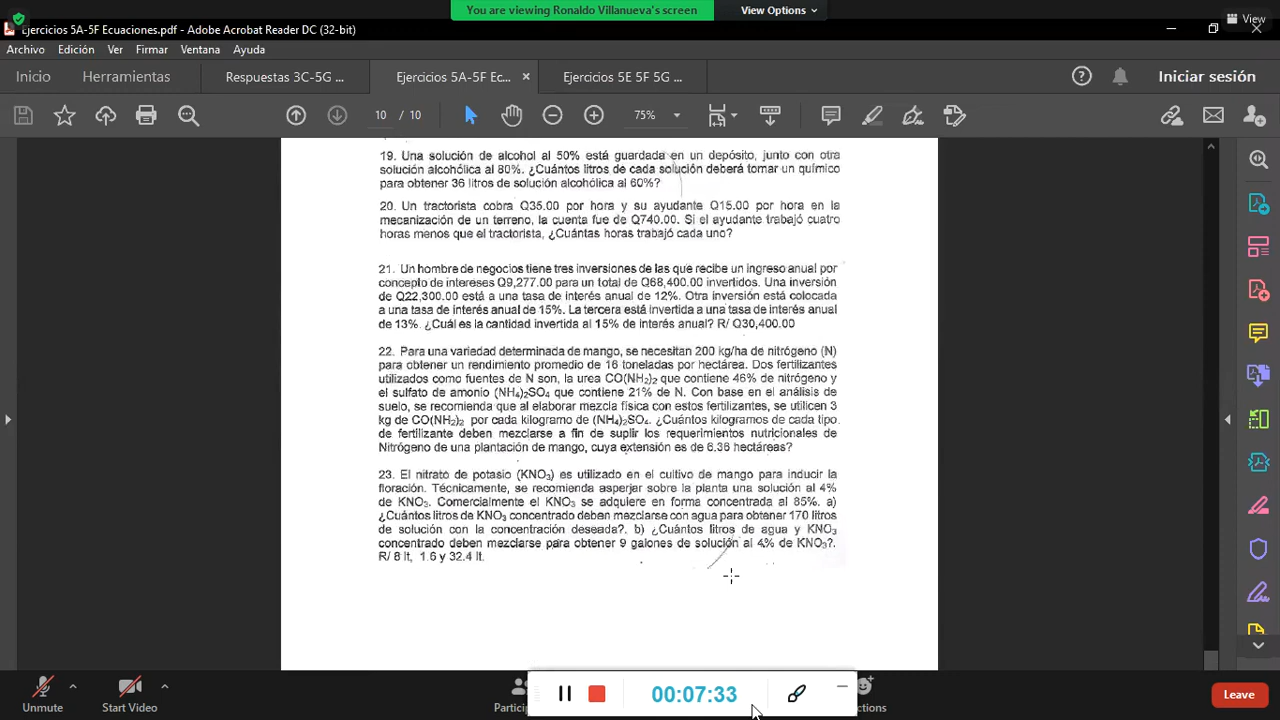 You are viewing Ronaldo Villanueva's screen
View Options
View
Ejercicios 5A-5F Ecuaciones.pdf - Adobe Acrobat Reader DC (32-bit)
Archivo Edición Ver Firmar Ventana Ayuda
Inicio Herramientas Respuestas 3C-5G ... Ejercicios 5A-5F Ec... × Ejercicios 5E 5F 5G ... Iniciar sesión
10 / 10 75%
19. Una solución de alcohol al 50% está guardada en un depósito, junto con otra
solución alcohólica al 80%. ¿Cuántos litros de cada solución deberá tomar un químico
para obtener 36 litros de solución alcohólica al 60%?
20. Un tractorista cobra Q35.00 por hora y su ayudante Q15.00 por hora en la
mecanización de un terreno, la cuenta fue de Q740.00. Si el ayudante trabajó cuatro
horas menos que el tractorista, ¿Cuántas horas trabajó cada uno?
21. Un hombre de negocios tiene tres inversiones de las que recibe un ingreso anual por
concepto de intereses Q9,277.00 para un total de Q68,400.00 invertidos. Una inversión
de Q22,300.00 está a una tasa de interés anual de 12%. Otra inversión está colocada
a una tasa de interés anual de 15%. La tercera está invertida a una tasa de interés anual
de 13%. ¿Cuál es la cantidad invertida al 15% de interés anual? R/ Q30,400.00
22. Para una variedad determinada de mango, se necesitan 200 kg/ha de nitrógeno (N)
para obtener un rendimiento promedio de 16 toneladas por hectárea. Dos fertilizantes
utilizados como fuentes de N son, la urea CO(NH₂)₂ que contiene 46% de nitrógeno y
el sulfato de amonio (NH₄)₂SO₄ que contiene 21% de N. Con base en el análisis de
suelo, se recomienda que al elaborar mezcla física con estos fertilizantes, se utilicen 3
kg de CO(NH₂)₂ por cada kilogramo de (NH₄)₂SO₄. ¿Cuántos kilogramos de cada tipo
de fertilizante deben mezclarse a fin de suplir los requerimientos nutricionales de
Nitrógeno de una plantación de mango, cuya extensión es de 6.36 hectáreas?
23. El nitrato de potasio (KNO₃) es utilizado en el cultivo de mango para inducir la
floración. Técnicamente, se recomienda asperjar sobre la planta una solución al 4%
de KNO₃. Comercialmente el KNO₃ se adquiere en forma concentrada al 85%. a)
¿Cuántos litros de KNO₃ concentrado deben mezclarse con agua para obtener 170 litros
de solución con la concentración deseada?. b) ¿Cuántos litros de agua y KNO₃
concentrado deben mezclarse para obtener 9 galones de solución al 4% de KNO₃?.
R/ 8 lt, 1.6 y 32.4 lt.
00:07:33
Unmute Start Video Leave